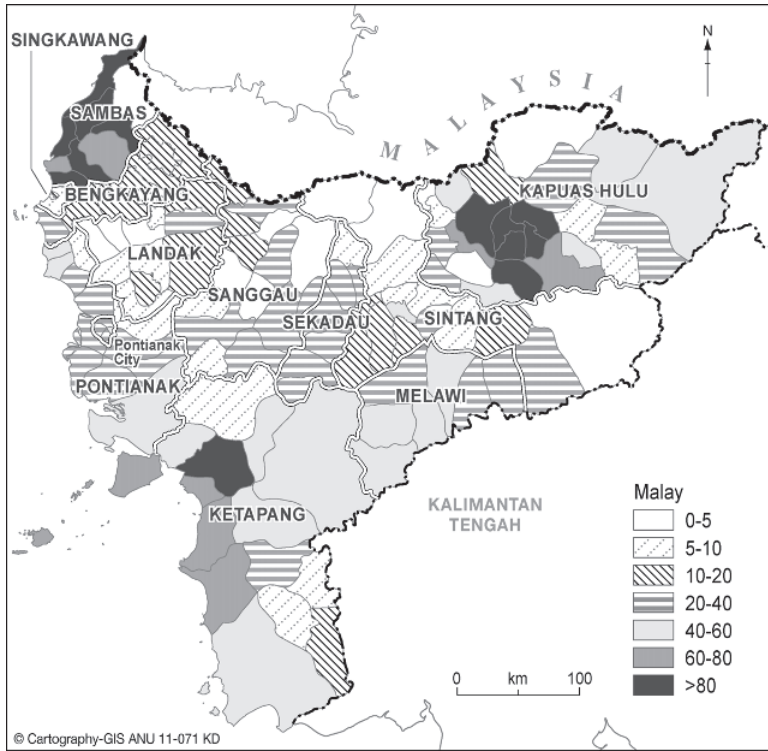 SINGKAWANG
N
SAMBAS
MALAYSIA
BENGKAYANG
KAPUAS HULU
LANDAK
SANGGAU
SEKADAU
SINTANG
Pontianak
City
PONTIANAK
MELAWI
KETAPANG
KALIMANTAN
TENGAH
Malay
0-5
5-10
10-20
20-40
40-60
60-80
>80
0 km 100
© Cartography-GIS ANU 11-071 KD